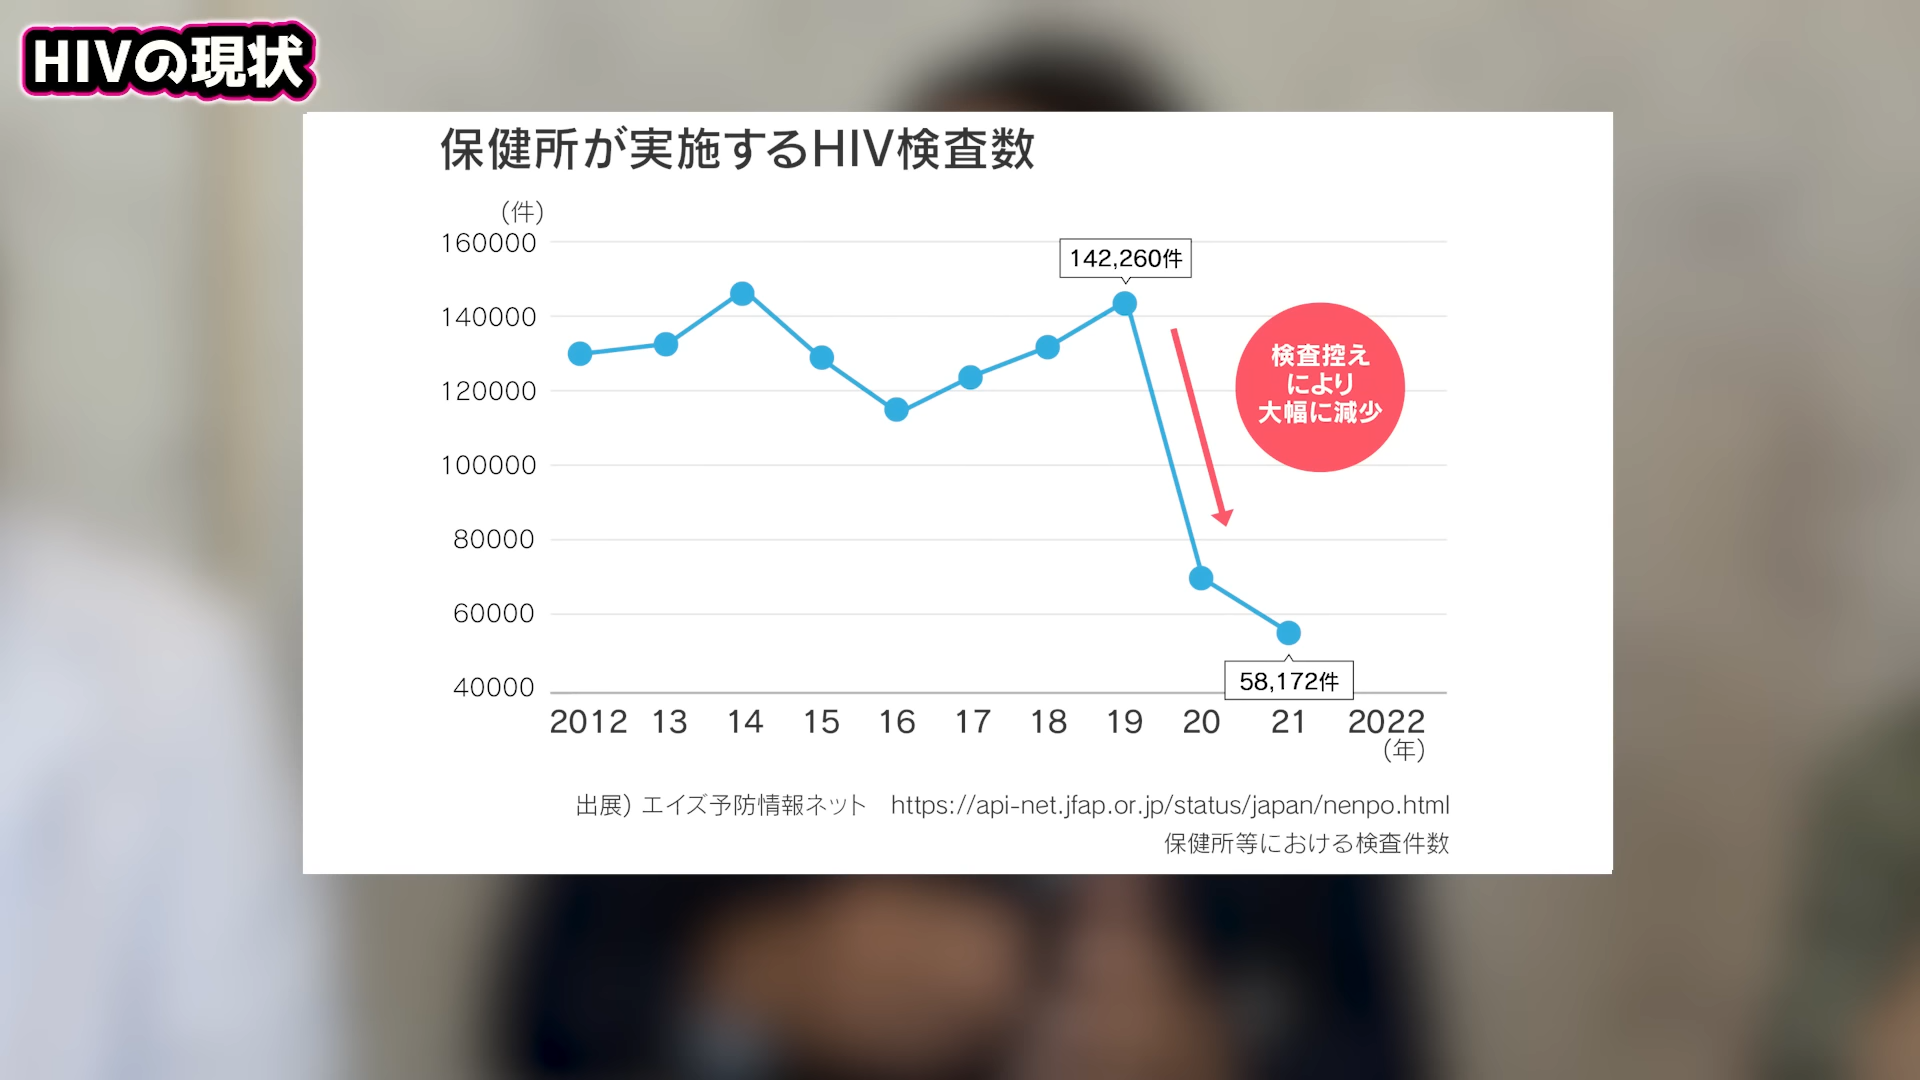 HIVの現状
保健所が実施するHIV検査数
（件）
160000
140000
120000
100000
80000
60000
40000
142,260件
検査控え
により
大幅に減少
58,172件
2012 13 14 15 16 17 18 19 20 21 2022
（年）
出展）エイズ予防情報ネット　https://api-net.jfap.or.jp/status/japan/nenpo.html
保健所等における検査件数